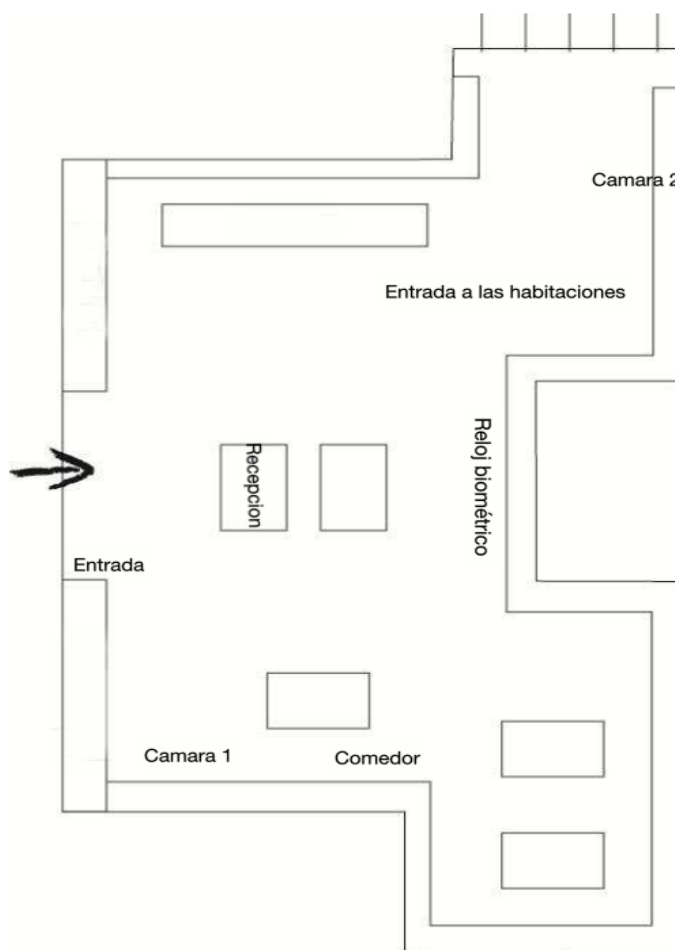 Camara 2
Entrada a las habitaciones
Recepcion
Reloj biométrico
Entrada
Camara 1
Comedor